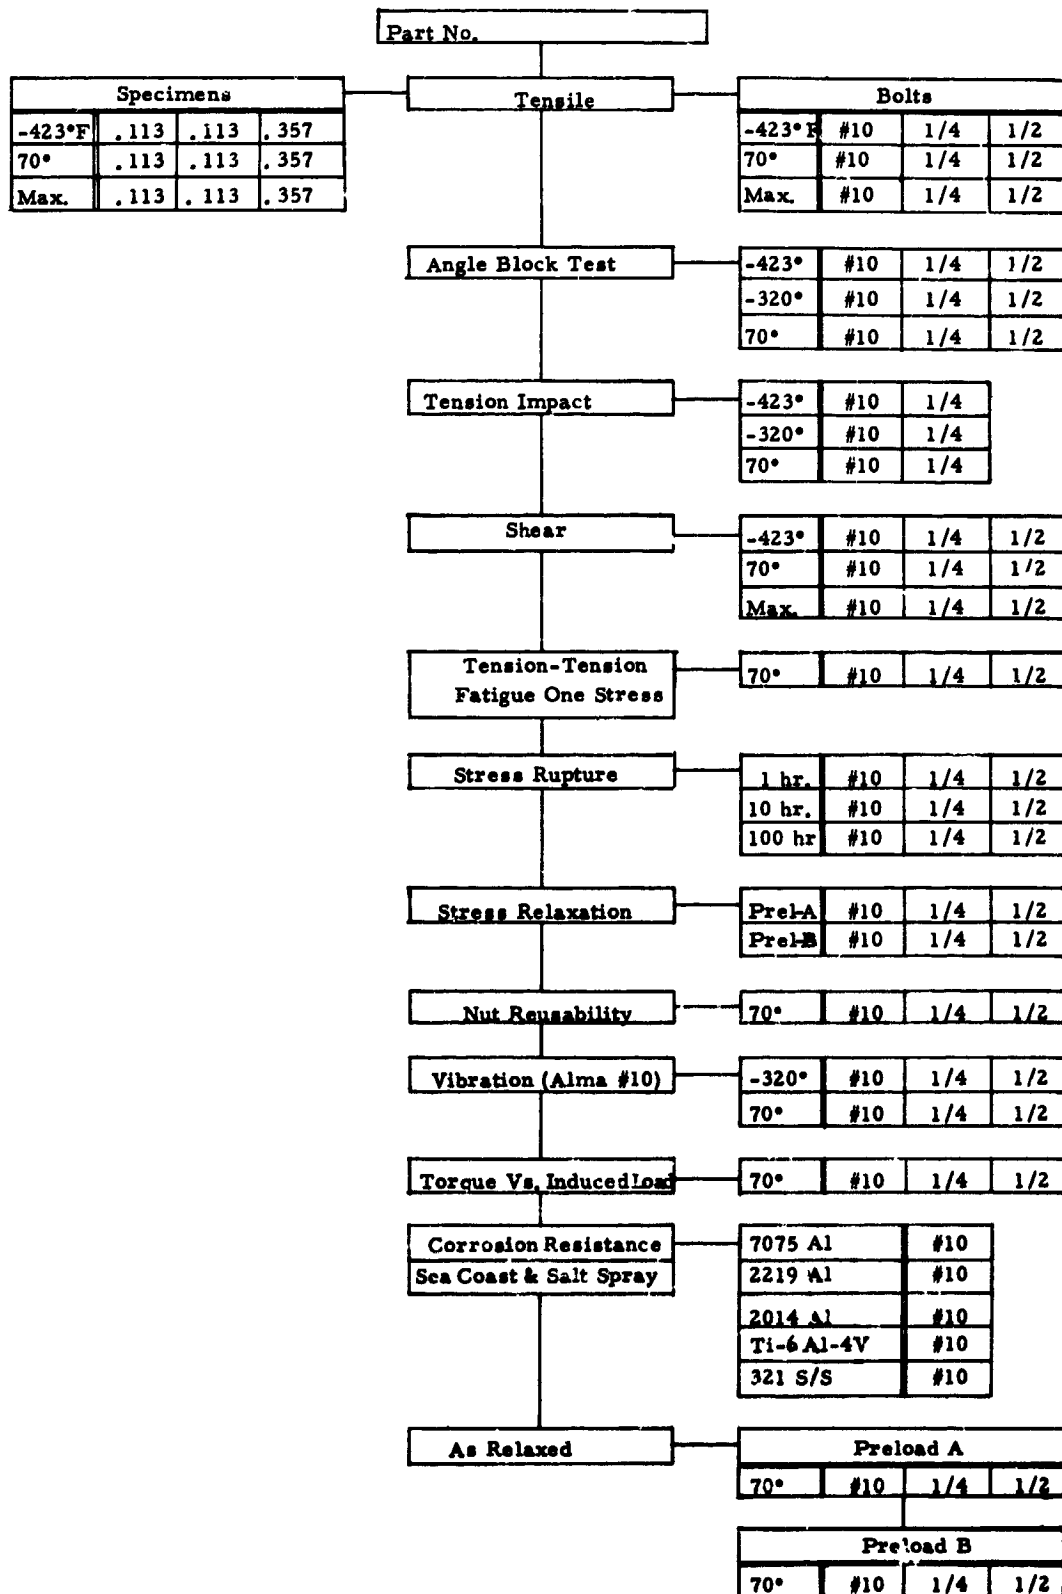 Part No.
Specimens
-423°F .113 .113 .357
70° .113 .113 .357
Max. .113 .113 .357
Tensile
Bolts
-423°F #10 1/4 1/2
70° #10 1/4 1/2
Max. #10 1/4 1/2
Angle Block Test
-423° #10 1/4 1/2
-320° #10 1/4 1/2
70° #10 1/4 1/2
Tension Impact
-423° #10 1/4
-320° #10 1/4
70° #10 1/4
Shear
-423° #10 1/4 1/2
70° #10 1/4 1/2
Max. #10 1/4 1/2
Tension-Tension
Fatigue One Stress
70° #10 1/4 1/2
Stress Rupture
1 hr. #10 1/4 1/2
10 hr. #10 1/4 1/2
100 hr #10 1/4 1/2
Stress Relaxation
Prel-A #10 1/4 1/2
Prel-B #10 1/4 1/2
Nut Reusability
70° #10 1/4 1/2
Vibration (Alma #10)
-320° #10 1/4 1/2
70° #10 1/4 1/2
Torque Vs. Induced Load
70° #10 1/4 1/2
Corrosion Resistance
Sea Coast & Salt Spray
7075 Al #10
2219 Al #10
2014 Al #10
Ti-6 Al-4V #10
321 S/S #10
As Relaxed
Preload A
70° #10 1/4 1/2
Preload B
70° #10 1/4 1/2